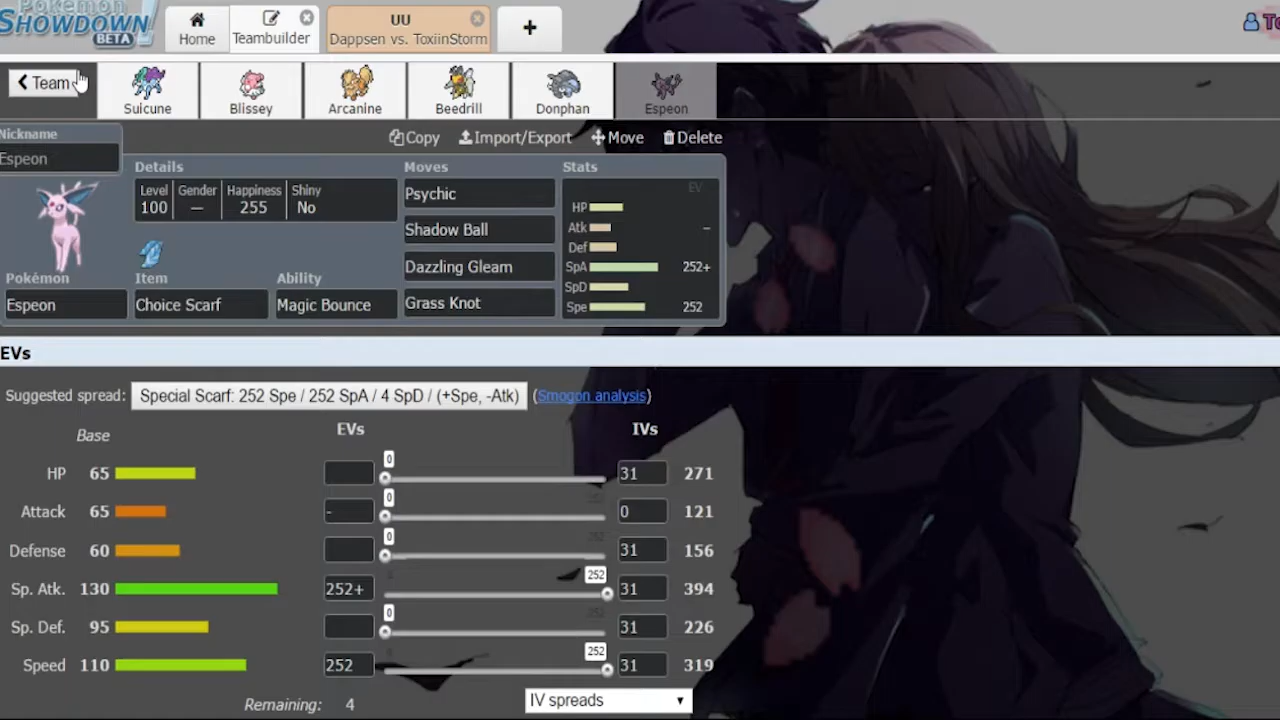 Pokémon
SHOWDOWN!
BETA
Home
Teambuilder
UU
Dappsen vs. ToxiinStorm
+
Team
Suicune
Blissey
Arcanine
Beedrill
Donphan
Espeon
Copy
Import/Export
Move
Delete
Nickname
Espeon
Details
Level
Gender
Happiness
Shiny
100
—
255
No
Pokémon
Espeon
Item
Choice Scarf
Ability
Magic Bounce
Moves
Psychic
Shadow Ball
Dazzling Gleam
Grass Knot
Stats
EV
HP
Atk –
Def
SpA 252+
SpD
Spe 252
EVs
Suggested spread: Special Scarf: 252 Spe / 252 SpA / 4 SpD / (+Spe, -Atk) (Smogon analysis)
Base EVs IVs
HP 65 0 31 271
Attack 65 - 0 0 121
Defense 60 0 31 156
Sp. Atk. 130 252+ 252 31 394
Sp. Def. 95 0 31 226
Speed 110 252 252 31 319
Remaining: 4
IV spreads